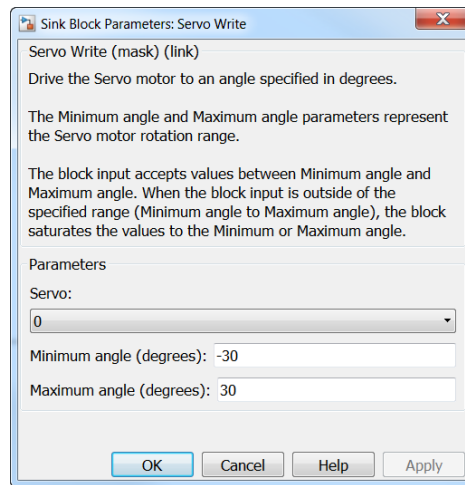 Sink Block Parameters: Servo Write
Servo Write (mask) (link)
Drive the Servo motor to an angle specified in degrees.
The Minimum angle and Maximum angle parameters represent
the Servo motor rotation range.
The block input accepts values between Minimum angle and
Maximum angle. When the block input is outside of the
specified range (Minimum angle to Maximum angle), the block
saturates the values to the Minimum or Maximum angle.
Parameters
Servo:
0
Minimum angle (degrees): -30
Maximum angle (degrees): 30
OK Cancel Help Apply